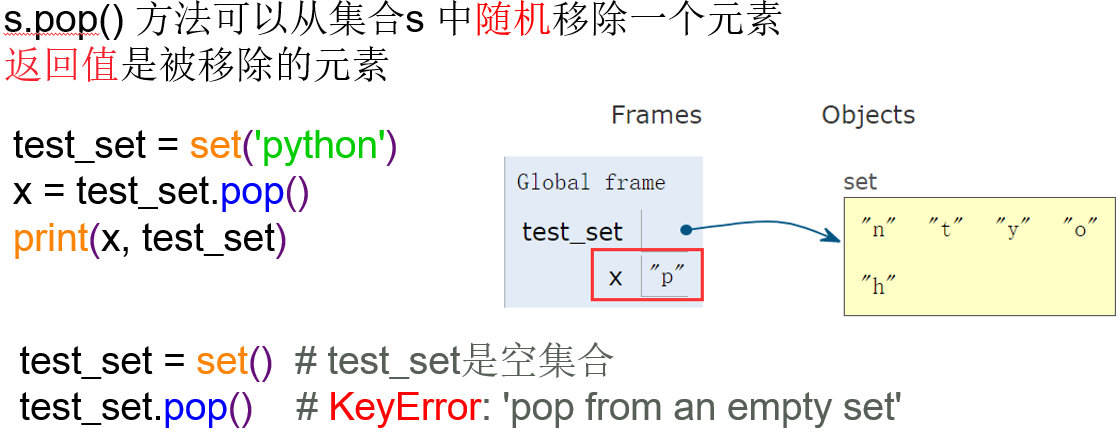 s.pop() 方法可以从集合s 中随机移除一个元素
返回值是被移除的元素
test_set = set('python')
x = test_set.pop()
print(x, test_set)
Frames
Objects
Global frame
test_set
x "p"
set
"n" "t" "y" "o"
"h"
test_set = set() # test_set是空集合
test_set.pop() # KeyError: 'pop from an empty set'